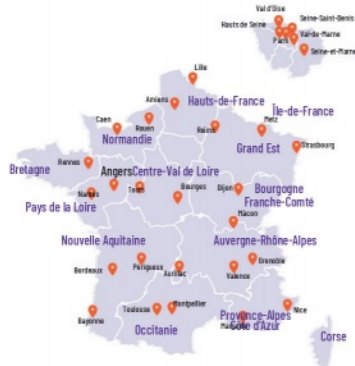 Val d'Oise
Seine-Saint-Denis
Hauts de Seine
Paris
Val-de-Marne
Seine-et-Marne
Lille
Hauts-de-France
Amiens
Île-de-France
Caen
Rouen
Reims
Metz
Normandie
Strasbourg
Grand Est
Rennes
Bretagne
Angers
Centre-Val de Loire
Nantes
Tours
Bourges
Dijon
Bourgogne
Franche-Comté
Pays de la Loire
Mâcon
Nouvelle Aquitaine
Auvergne-Rhône-Alpes
Bordeaux
Périgueux
Aurillac
Grenoble
Valence
Bayonne
Toulouse
Montpellier
Nice
Provence-Alpes
Côte d'Azur
Occitanie
Corse